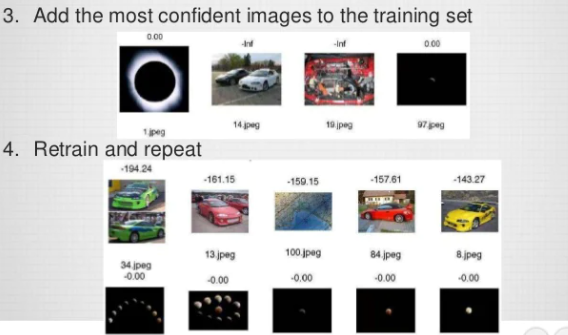 3. Add the most confident images to the training set
0.00 -Inf -Inf 0.00
1.jpeg 14.jpeg 19.jpeg 97.jpeg
4. Retrain and repeat
-194.24 -161.15 -159.15 -157.61 -143.27
34.jpeg 13.jpeg 100.jpeg 84.jpeg 8.jpeg
-0.00 -0.00 -0.00 -0.00 -0.00